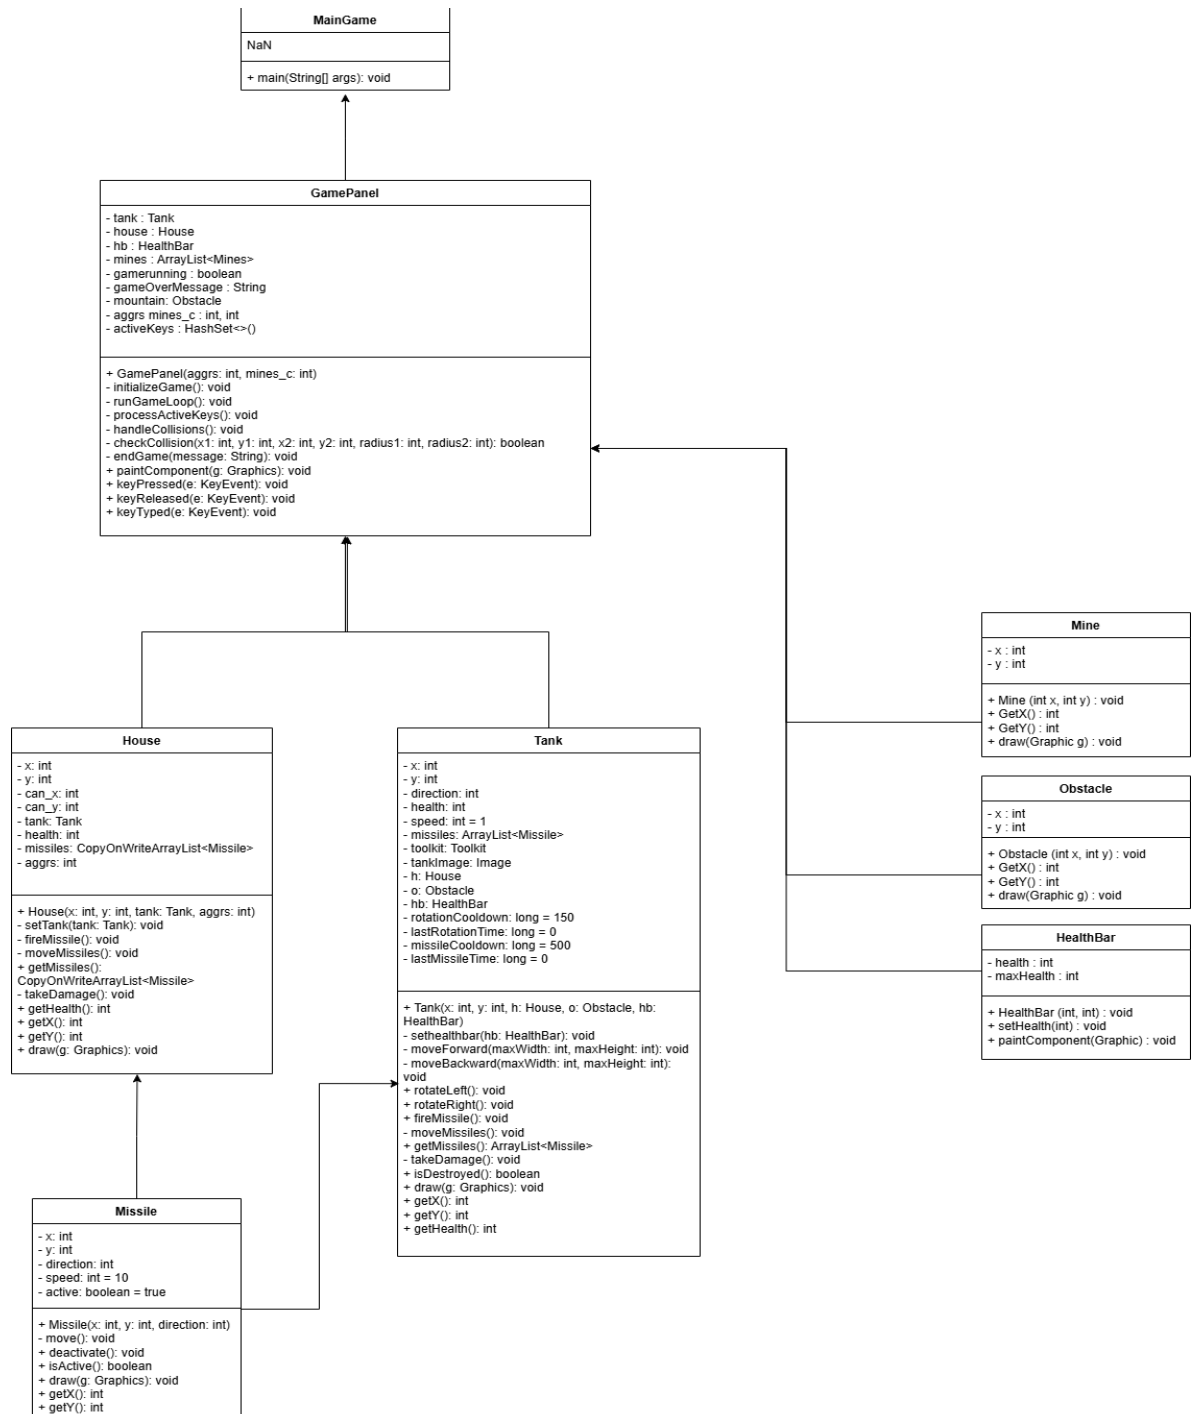 MainGame
NaN
+ main(String[] args): void
GamePanel
- tank : Tank
- house : House
- hb : HealthBar
- mines : ArrayList<Mines>
- gamerunning : boolean
- gameOverMessage : String
- mountain: Obstacle
- aggrs mines_c : int, int
- activeKeys : HashSet<>()
+ GamePanel(aggrs: int, mines_c: int)
- initializeGame(): void
- runGameLoop(): void
- processActiveKeys(): void
- handleCollisions(): void
- checkCollision(x1: int, y1: int, x2: int, y2: int, radius1: int, radius2: int): boolean
- endGame(message: String): void
+ paintComponent(g: Graphics): void
+ keyPressed(e: KeyEvent): void
+ keyReleased(e: KeyEvent): void
+ keyTyped(e: KeyEvent): void
Mine
- x : int
- y : int
+ Mine (int x, int y) : void
+ GetX() : int
+ GetY() : int
+ draw(Graphic g) : void
Obstacle
- x : int
- y : int
+ Obstacle (int x, int y) : void
+ GetX() : int
+ GetY() : int
+ draw(Graphic g) : void
HealthBar
- health : int
- maxHealth : int
+ HealthBar (int, int) : void
+ setHealth(int) : void
+ paintComponent(Graphic) : void
House
- x: int
- y: int
- can_x: int
- can_y: int
- tank: Tank
- health: int
- missiles: CopyOnWriteArrayList<Missile>
- aggrs: int
+ House(x: int, y: int, tank: Tank, aggrs: int)
- setTank(tank: Tank): void
- fireMissile(): void
- moveMissiles(): void
+ getMissiles():
CopyOnWriteArrayList<Missile>
- takeDamage(): void
+ getHealth(): int
+ getX(): int
+ getY(): int
+ draw(g: Graphics): void
Tank
- x: int
- y: int
- direction: int
- health: int
- speed: int = 1
- missiles: ArrayList<Missile>
- toolkit: Toolkit
- tankImage: Image
- h: House
- o: Obstacle
- hb: HealthBar
- rotationCooldown: long = 150
- lastRotationTime: long = 0
- missileCooldown: long = 500
- lastMissileTime: long = 0
+ Tank(x: int, y: int, h: House, o: Obstacle, hb:
HealthBar)
- sethealthbar(hb: HealthBar): void
- moveForward(maxWidth: int, maxHeight: int): void
- moveBackward(maxWidth: int, maxHeight: int):
void
+ rotateLeft(): void
+ rotateRight(): void
+ fireMissile(): void
- moveMissiles(): void
+ getMissiles(): ArrayList<Missile>
- takeDamage(): void
+ isDestroyed(): boolean
+ draw(g: Graphics): void
+ getX(): int
+ getY(): int
+ getHealth(): int
Missile
- x: int
- y: int
- direction: int
- speed: int = 10
- active: boolean = true
+ Missile(x: int, y: int, direction: int)
- move(): void
+ deactivate(): void
+ isActive(): boolean
+ draw(g: Graphics): void
+ getX(): int
+ getY(): int